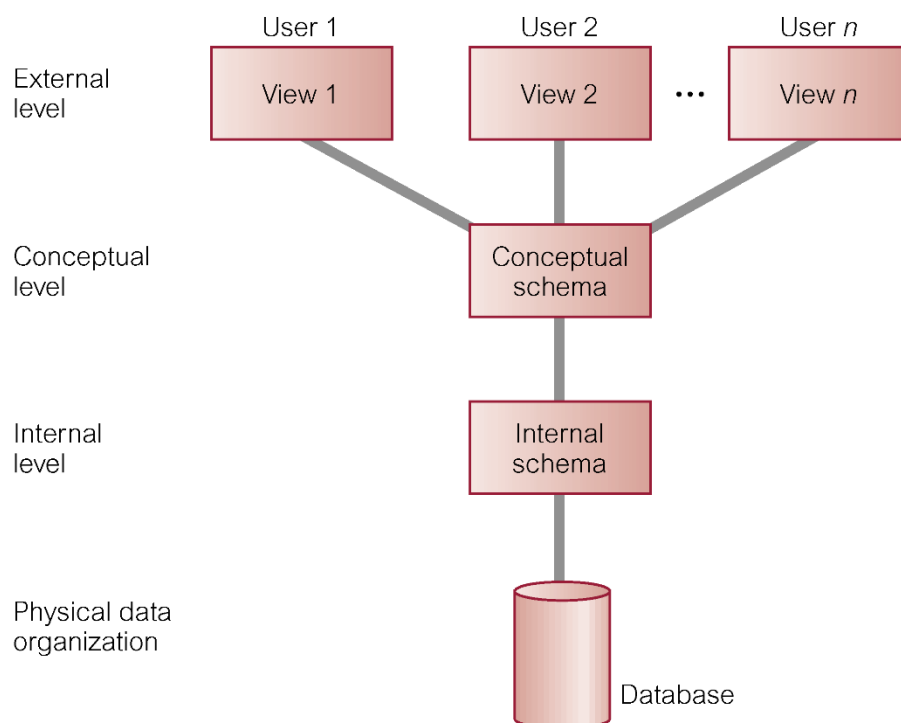 User 1
User 2
User n
External
level
View 1
View 2
...
View n
Conceptual
level
Conceptual
schema
Internal
level
Internal
schema
Physical data
organization
Database